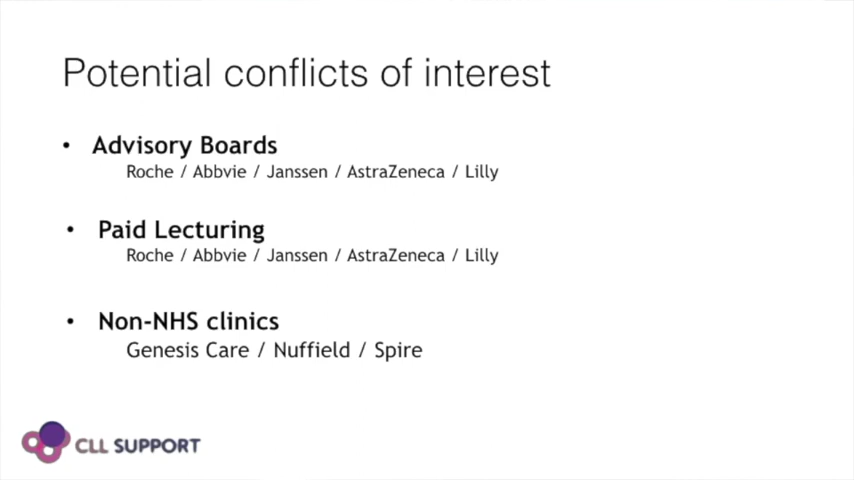 Potential conflicts of interest
• Advisory Boards
Roche / Abbvie / Janssen / AstraZeneca / Lilly
• Paid Lecturing
Roche / Abbvie / Janssen / AstraZeneca / Lilly
• Non-NHS clinics
Genesis Care / Nuffield / Spire
CLL SUPPORT